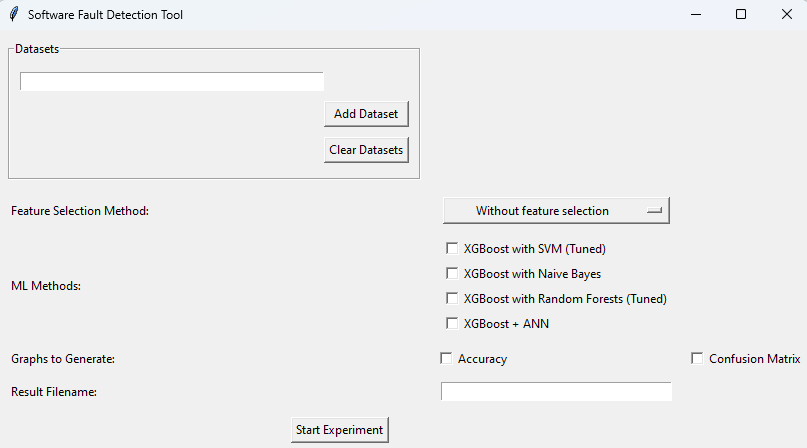 Software Fault Detection Tool
Datasets
Add Dataset
Clear Datasets
Feature Selection Method:
Without feature selection
ML Methods:
XGBoost with SVM (Tuned)
XGBoost with Naive Bayes
XGBoost with Random Forests (Tuned)
XGBoost + ANN
Graphs to Generate:
Accuracy
Confusion Matrix
Result Filename:
Start Experiment